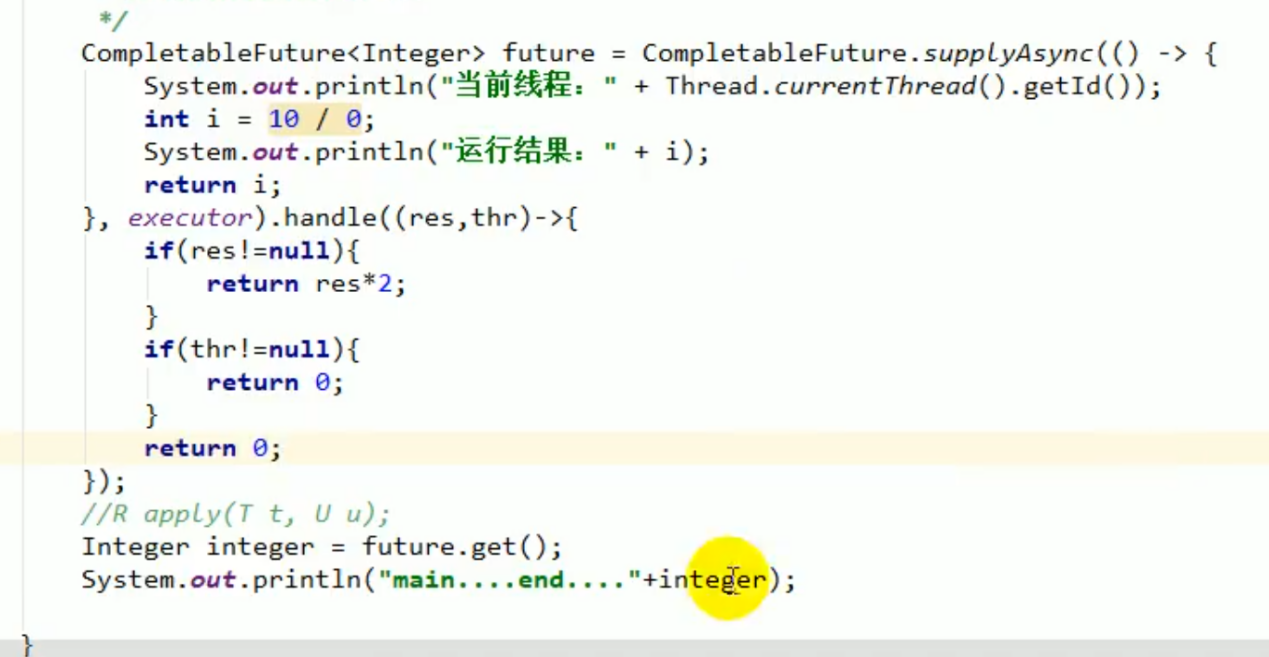 */
CompletableFuture<Integer> future = CompletableFuture.supplyAsync(() -> {
System.out.println("当前线程：" + Thread.currentThread().getId());
int i = 10 / 0;
System.out.println("运行结果：" + i);
return i;
}, executor).handle((res,thr)->{
if(res!=null){
return res*2;
}
if(thr!=null){
return 0;
}
return 0;
});
//R apply(T t, U u);
Integer integer = future.get();
System.out.println("main....end...."+integer);
}